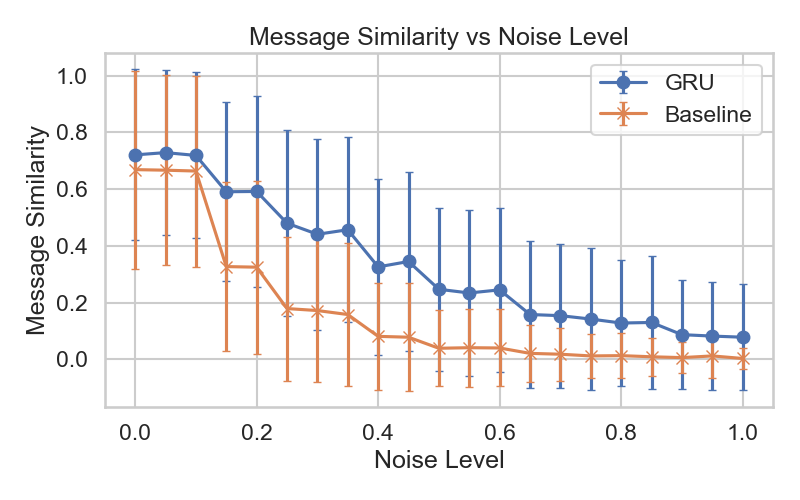 Message Similarity vs Noise Level
GRU
Baseline
Message Similarity
1.0
0.8
0.6
0.4
0.2
0.0
0.0 0.2 0.4 0.6 0.8 1.0
Noise Level